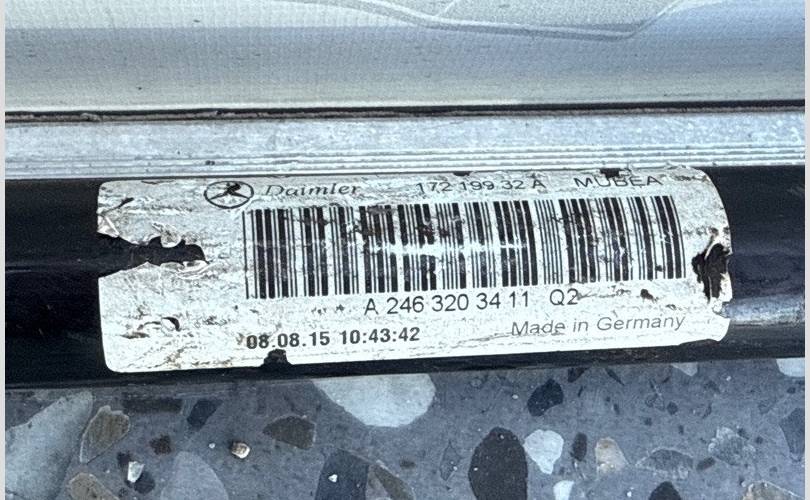 Daimler 172 199 32 A MUBEA
A 246 320 34 11 Q2
08.08.15 10:43:42 Made in Germany